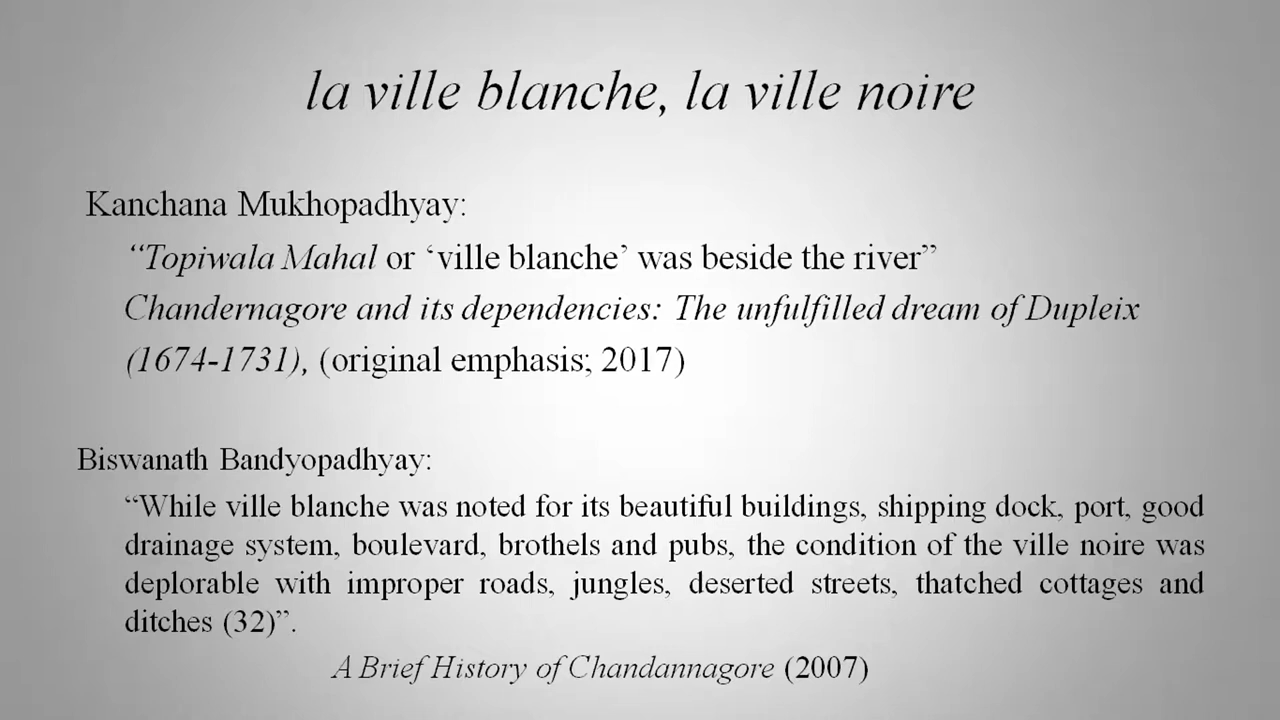 la ville blanche, la ville noire
Kanchana Mukhopadhyay:
“Topiwala Mahal or ‘ville blanche’ was beside the river”
Chandernagore and its dependencies: The unfulfilled dream of Dupleix
(1674-1731), (original emphasis; 2017)
Biswanath Bandyopadhyay:
“While ville blanche was noted for its beautiful buildings, shipping dock, port, good
drainage system, boulevard, brothels and pubs, the condition of the ville noire was
deplorable with improper roads, jungles, deserted streets, thatched cottages and
ditches (32)”.
A Brief History of Chandannagore (2007)